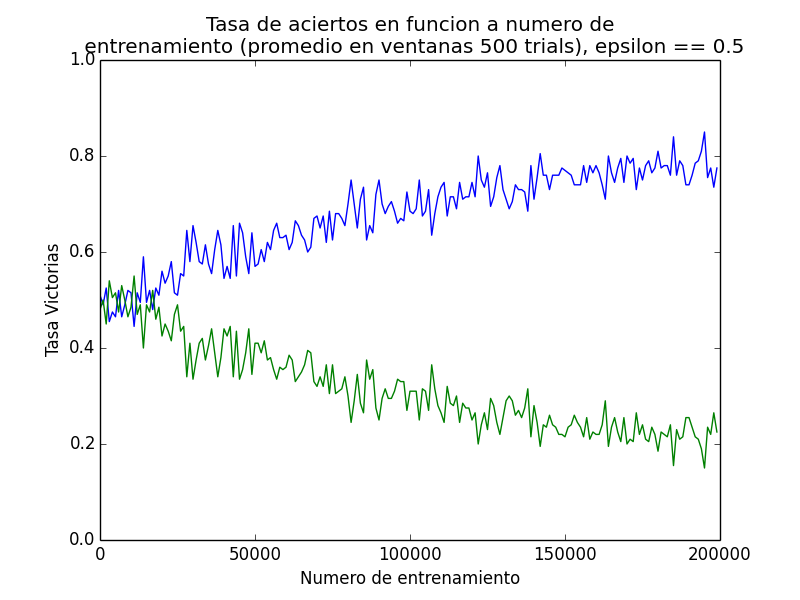 Tasa de aciertos en funcion a numero de
entrenamiento (promedio en ventanas 500 trials), epsilon == 0.5
1.0
0.8
0.6
0.4
0.2
0.0
Tasa Victorias
0 50000 100000 150000 200000
Numero de entrenamiento